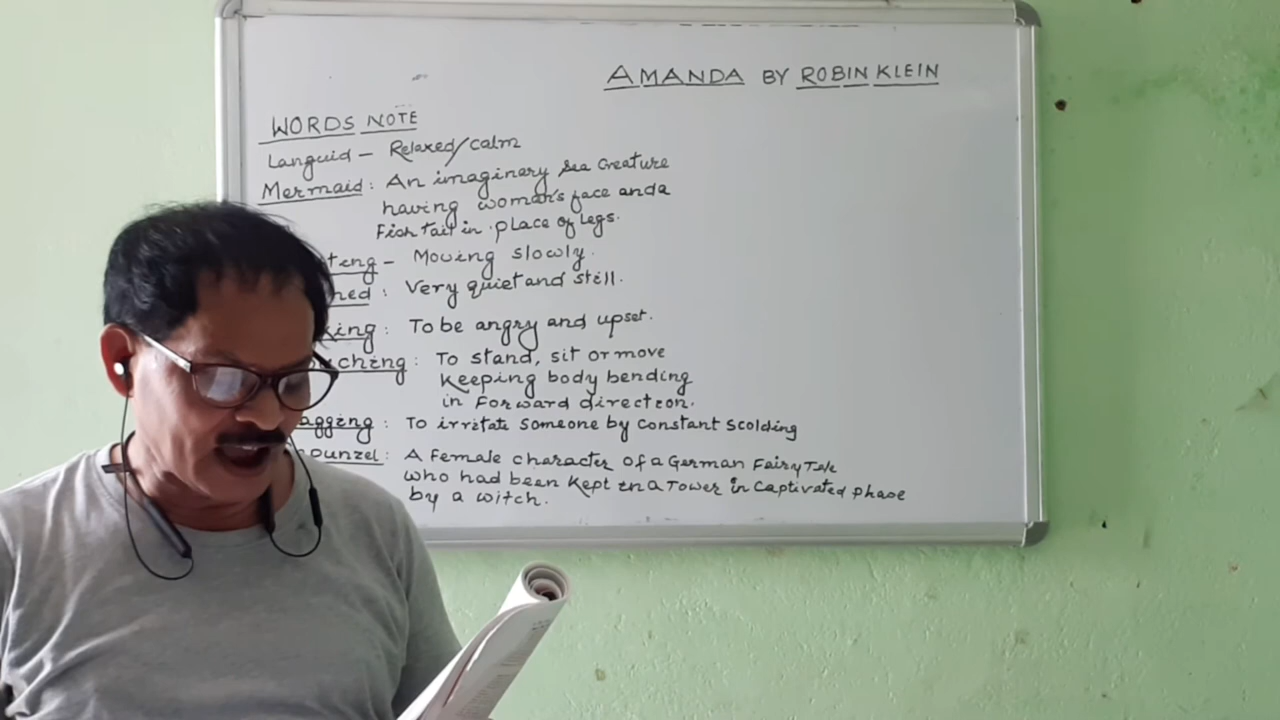 AMANDA BY ROBIN KLEIN
WORDS NOTE
Languid - Relaxed/calm
Mermaid : An imaginary sea creature
having woman's face and a
Fish tail in place of Legs.
- Moving slowly.
: Very quiet and still.
: To be angry and upset.
: To stand, sit or move
keeping body bending
in Forward direction.
: To irritate someone by constant scolding
: A Female character of a German Fairy Tale
who had been kept in a Tower in captivated phase
by a witch.